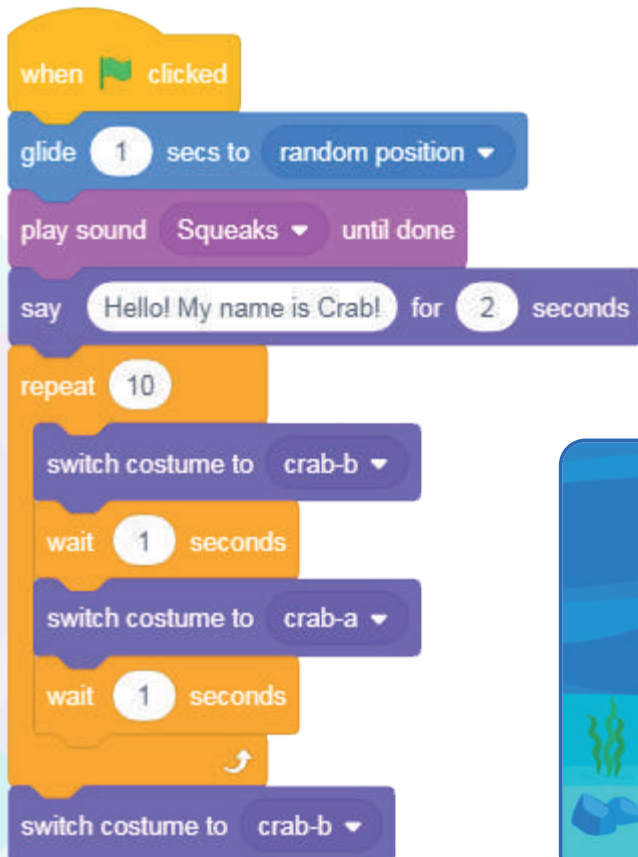 when clicked
glide 1 secs to random position
play sound Squeaks until done
say Hello! My name is Crab! for 2 seconds
repeat 10
switch costume to crab-b
wait 1 seconds
switch costume to crab-a
wait 1 seconds
switch costume to crab-b